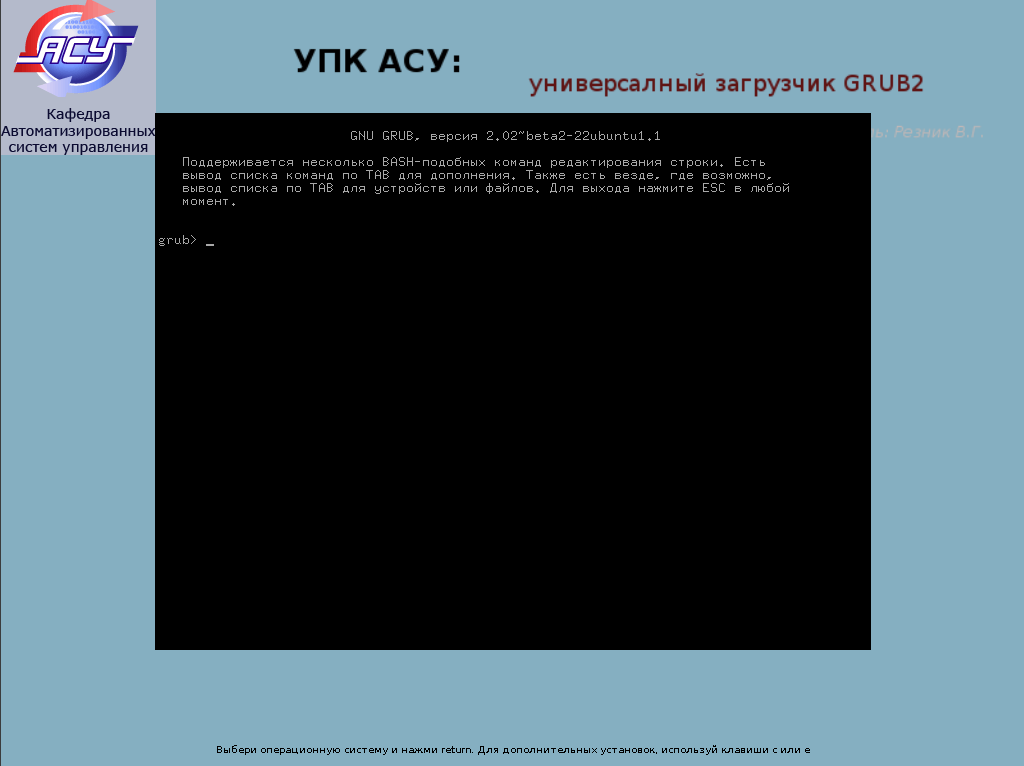 АСУ
Кафедра
Автоматизированных
систем управления
УПК АСУ:
универсалный загрузчик GRUB2
ь: Резник В.Г.
GNU GRUB, версия 2.02~beta2-22ubuntu1.1
Поддерживается несколько BASH-подобных команд редактирования строки. Есть
вывод списка команд по TAB для дополнения. Также есть везде, где возможно,
вывод списка по TAB для устройств или файлов. Для выхода нажмите ESC в любой
момент.
grub> _
Выбери операционную систему и нажми return. Для дополнительных установок, используй клавиши c или e